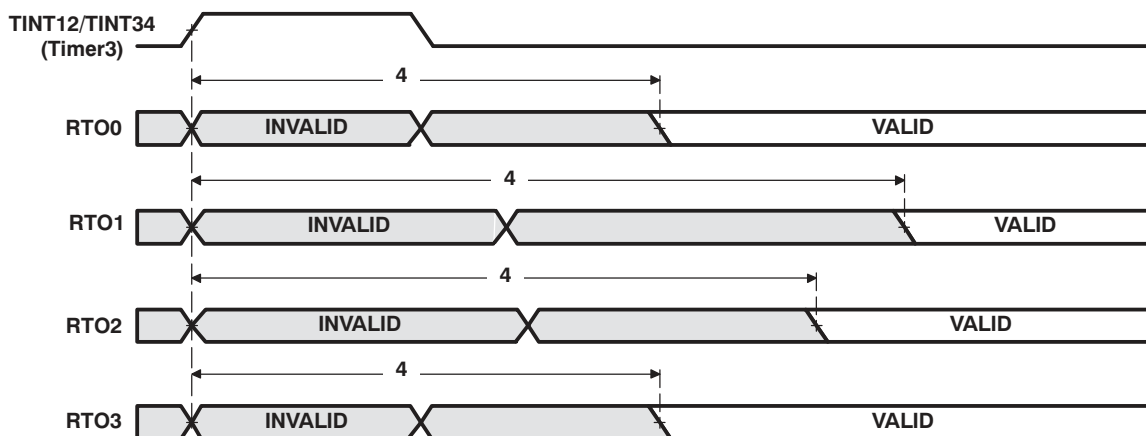 TINT12/TINT34
(Timer3)
4
RTO0 INVALID VALID
4
RTO1 INVALID VALID
4
RTO2 INVALID VALID
4
RTO3 INVALID VALID